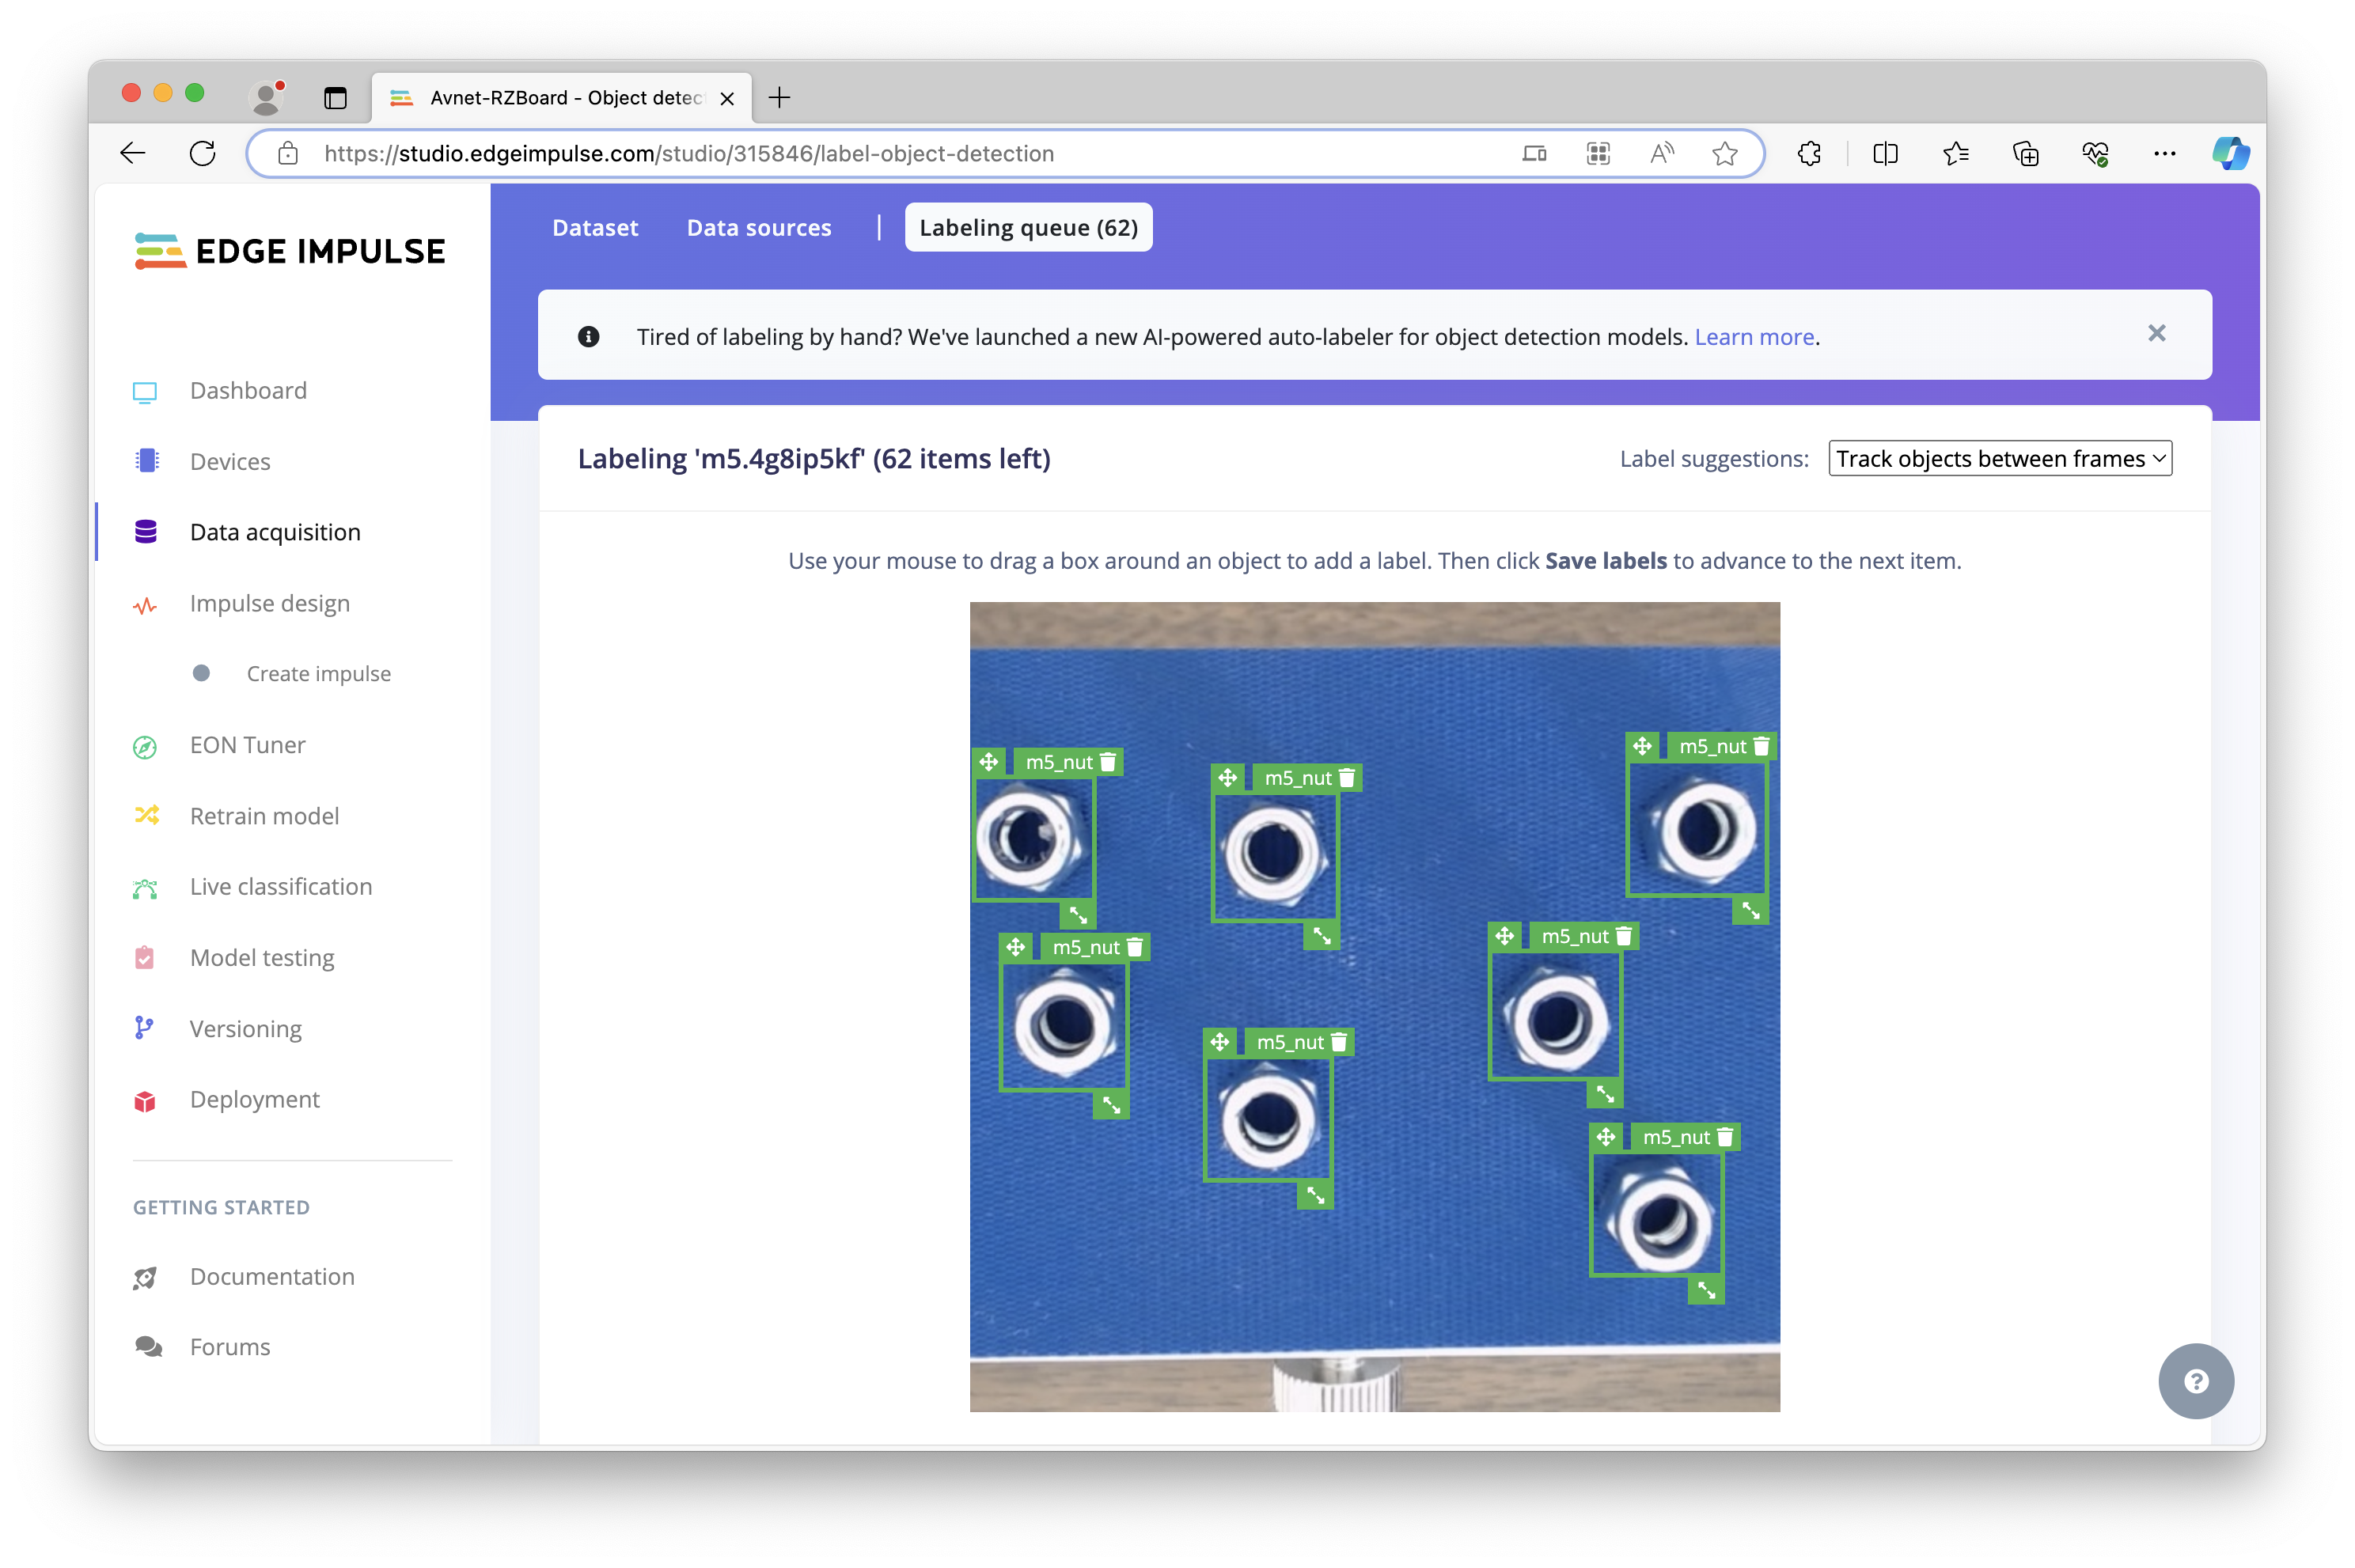 Avnet-RZBoard - Object detec
https://studio.edgeimpulse.com/studio/315846/label-object-detection
EDGE IMPULSE
Dashboard
Devices
Data acquisition
Impulse design
Create impulse
EON Tuner
Retrain model
Live classification
Model testing
Versioning
Deployment
GETTING STARTED
Documentation
Forums
Dataset Data sources | Labeling queue (62)
Tired of labeling by hand? We've launched a new AI-powered auto-labeler for object detection models. Learn more.
Labeling 'm5.4g8ip5kf' (62 items left)
Label suggestions: Track objects between frames
Use your mouse to drag a box around an object to add a label. Then click Save labels to advance to the next item.
m5_nut
m5_nut
m5_nut
m5_nut
m5_nut
m5_nut
m5_nut